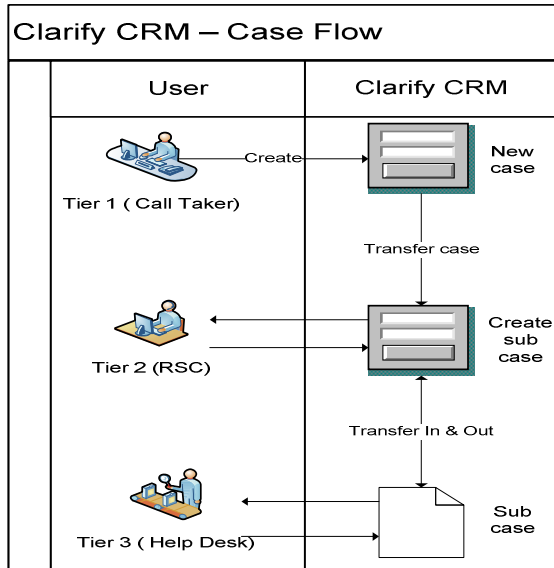 Clarify CRM – Case Flow
User
Clarify CRM
Create
New
case
Tier 1 ( Call Taker)
Transfer case
Create
sub
case
Tier 2 (RSC)
Transfer In & Out
Sub
case
Tier 3 ( Help Desk)